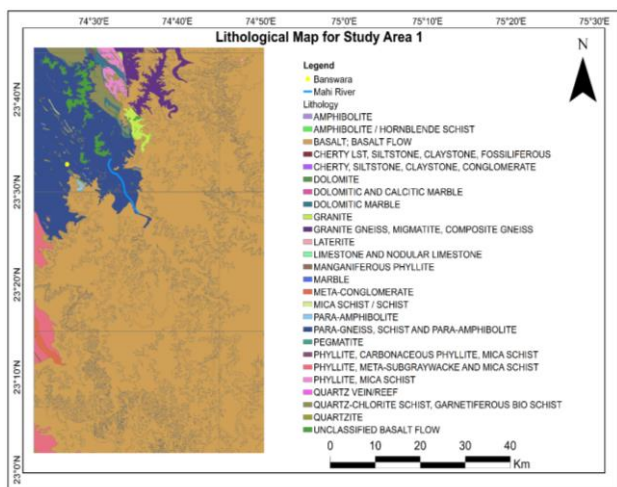 74°30'E 74°40'E 74°50'E 75°0'E 75°10'E 75°20'E 75°30'E
Lithological Map for Study Area 1
N
Legend
Banswara
Mahi River
Lithology
AMPHIBOLITE
AMPHIBOLITE / HORNBLENDE SCHIST
BASALT; BASALT FLOW
CHERTY LST, SILTSTONE, CLAYSTONE, FOSSILIFEROUS
CHERTY, SILTSTONE, CLAYSTONE, CONGLOMERATE
DOLOMITE
DOLOMITIC AND CALCITIC MARBLE
DOLOMITIC MARBLE
GRANITE
GRANITE GNEISS, MIGMATITE, COMPOSITE GNEISS
LATERITE
LIMESTONE AND NODULAR LIMESTONE
MANGANIFEROUS PHYLLITE
MARBLE
META-CONGLOMERATE
MICA SCHIST / SCHIST
PARA-AMPHIBOLITE
PARA-GNEISS, SCHIST AND PARA-AMPHIBOLITE
PEGMATITE
PHYLLITE, CARBONACEOUS PHYLLITE, MICA SCHIST
PHYLLITE, META-SUBGRAYWACKE AND MICA SCHIST
PHYLLITE, MICA SCHIST
QUARTZ VEIN/REEF
QUARTZ-CHLORITE SCHIST, GARNETIFEROUS BIO SCHIST
QUARTZITE
UNCLASSIFIED BASALT FLOW
23°40'N
23°30'N
23°20'N
23°10'N
23°0'N
0 10 20 30 40
Km